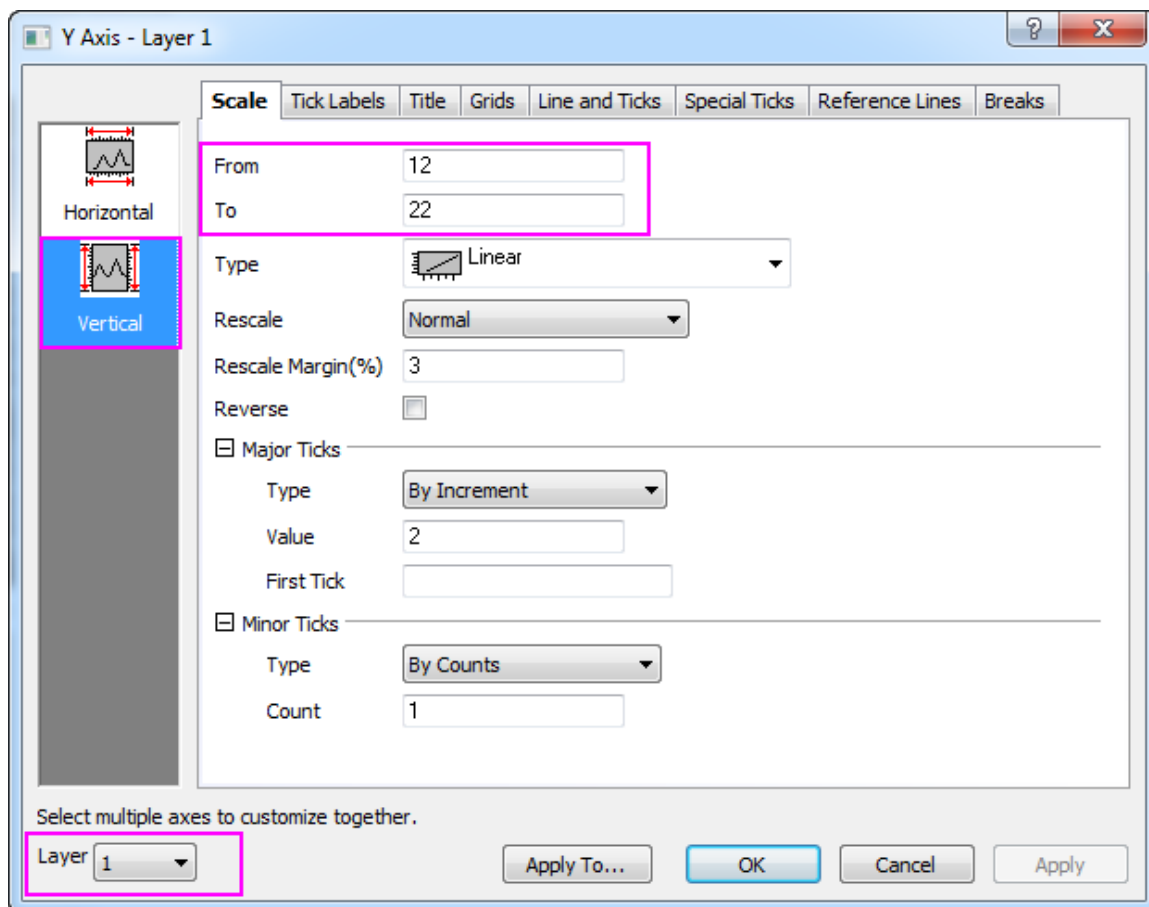 Y Axis - Layer 1
?
X
Scale Tick Labels Title Grids Line and Ticks Special Ticks Reference Lines Breaks
Horizontal
Vertical
From 12
To 22
Type Linear
Rescale Normal
Rescale Margin(%) 3
Reverse
Major Ticks
Type By Increment
Value 2
First Tick
Minor Ticks
Type By Counts
Count 1
Select multiple axes to customize together.
Layer 1 Apply To... OK Cancel Apply